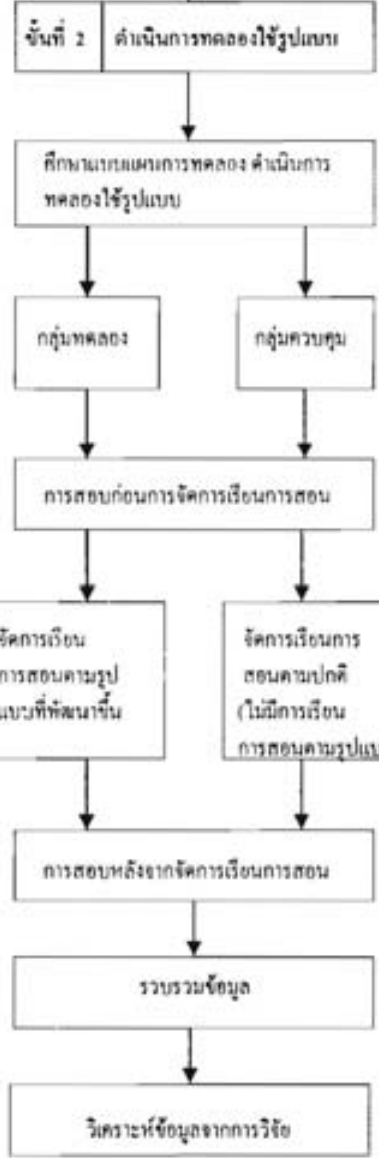 ขั้นที่ 2 ดำเนินการทดลองใช้รูปแบบ
ศึกษาแบบแผนการทดลอง ดำเนินการ
ทดลองใช้รูปแบบ
กลุ่มทดลอง กลุ่มควบคุม
การสอบก่อนการจัดการเรียนการสอน
จัดการเรียน
การสอนตามรูป
แบบที่พัฒนาขึ้น
จัดการเรียนการ
สอนตามปกติ
(ไม่มีการเรียน
การสอนตามรูปแบ
การสอบหลังจากจัดการเรียนการสอน
รวบรวมข้อมูล
วิเคราะห์ข้อมูลจากการวิจัย